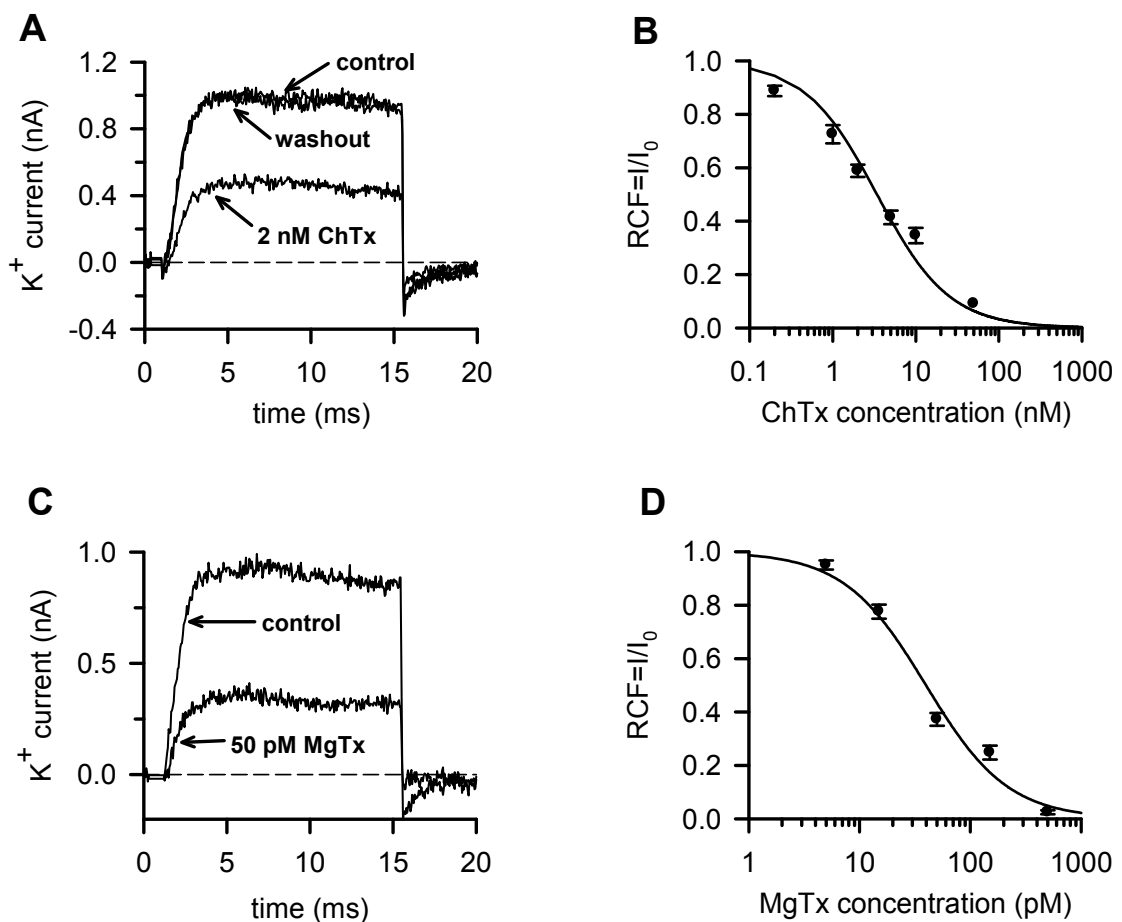 A
K+ current (nA)
1.2
0.8
0.4
0.0
-0.4
control
washout
2 nM ChTx
0 5 10 15 20
time (ms)
B
RCF=I/I0
1.0
0.8
0.6
0.4
0.2
0.0
0.1 1 10 100 1000
ChTx concentration (nM)
C
K+ current (nA)
1.0
0.5
0.0
control
50 pM MgTx
0 5 10 15 20
time (ms)
D
RCF=I/I0
1.0
0.8
0.6
0.4
0.2
0.0
1 10 100 1000
MgTx concentration (pM)